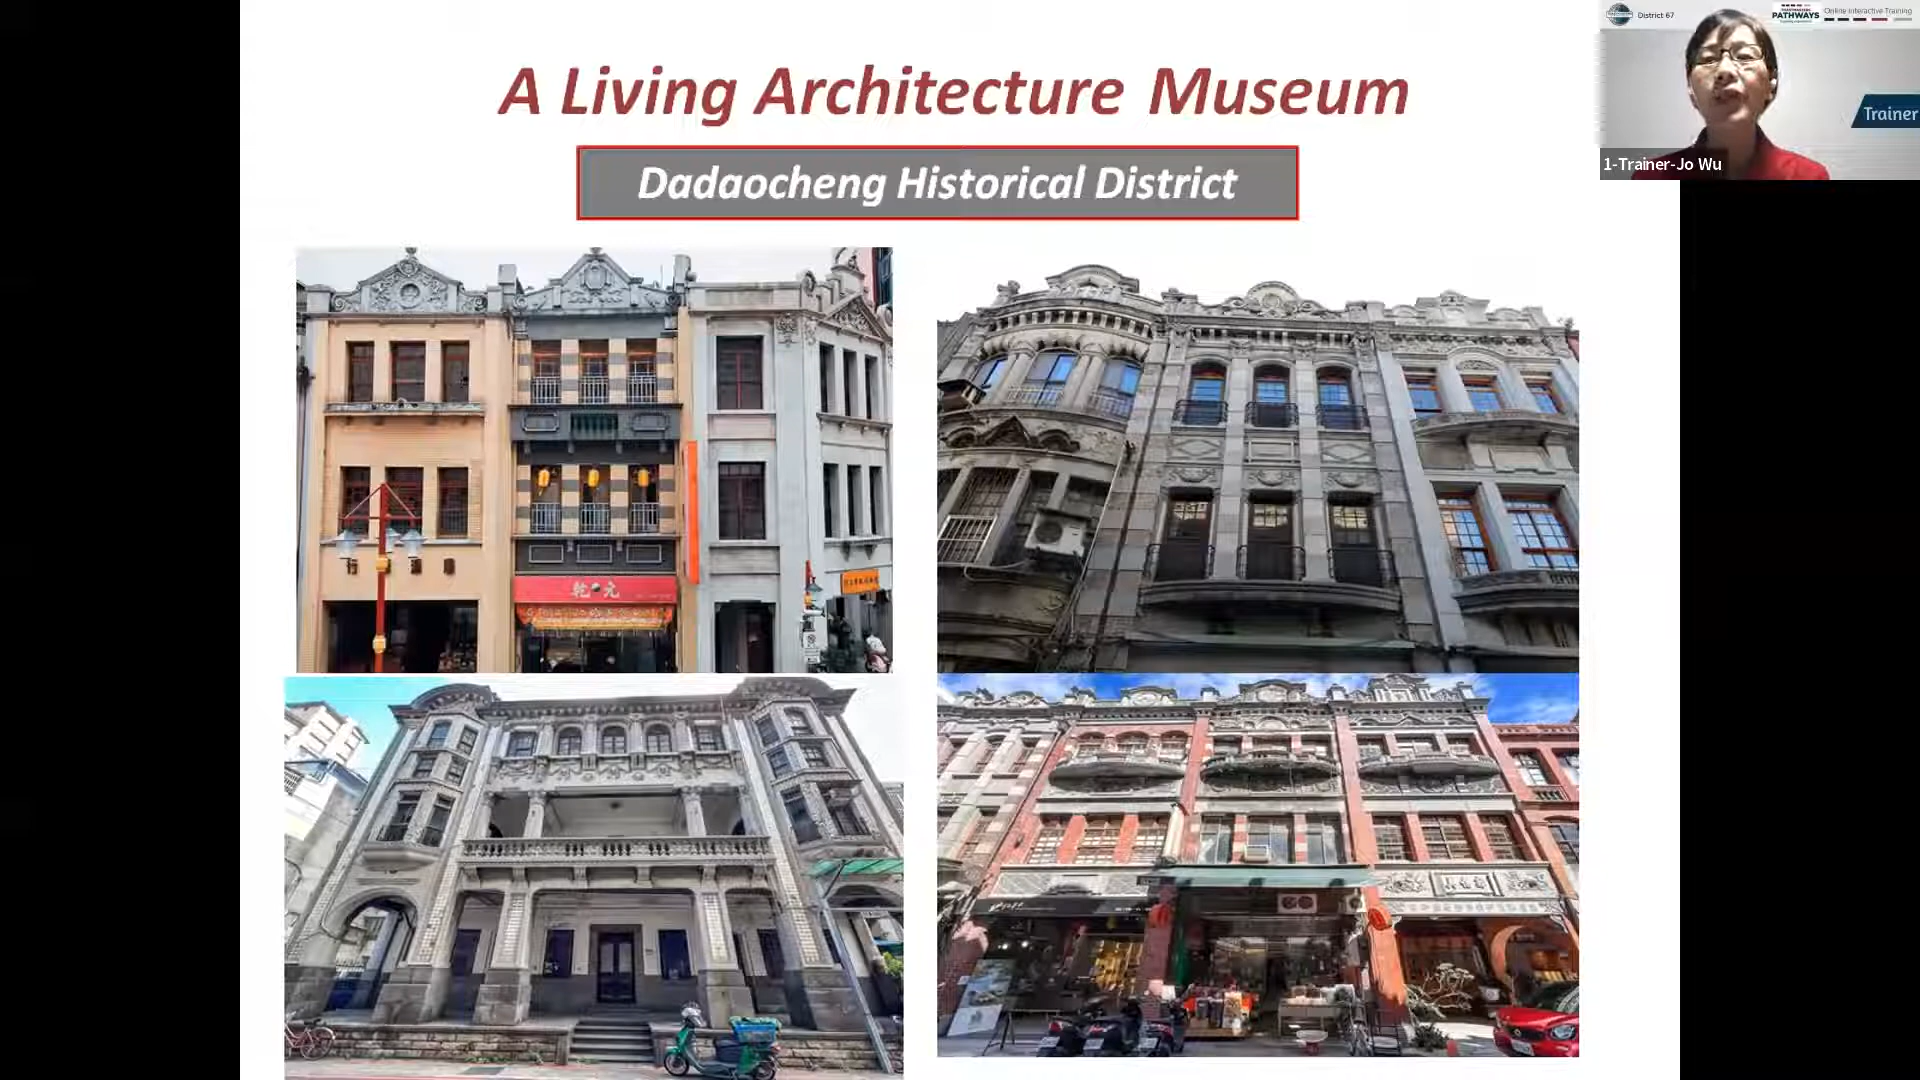 A Living Architecture Museum
Dadaocheng Historical District
District 67
PATHWAYS
Online Interactive Training
Trainer
1-Trainer-Jo Wu
乾元